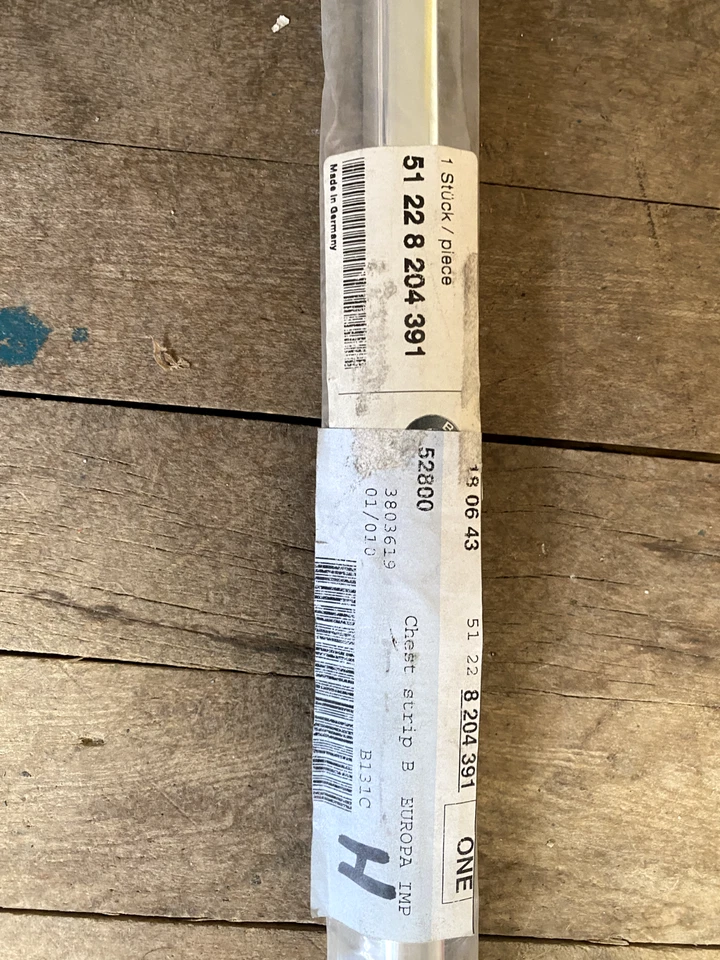 1 Stück / piece
51 22 8 204 391
Made in Germany
18 06 43 51 22 8 204 391 ONE
52800
Chest strip B EUROPA IMP
3803619
01/010 B131C
H